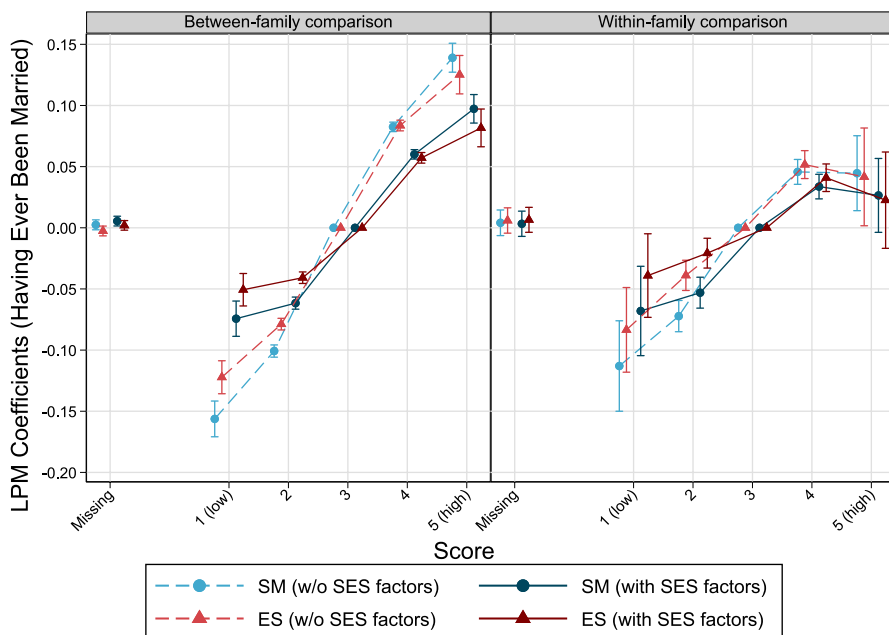 Between-family comparison
Within-family comparison
LPM Coefficients (Having Ever Been Married)
0.15
0.10
0.05
0.00
-0.05
-0.10
-0.15
-0.20
Missing
1 (low)
2
3
4
5 (high)
Missing
1 (low)
2
3
4
5 (high)
Score
SM (w/o SES factors)
SM (with SES factors)
ES (w/o SES factors)
ES (with SES factors)